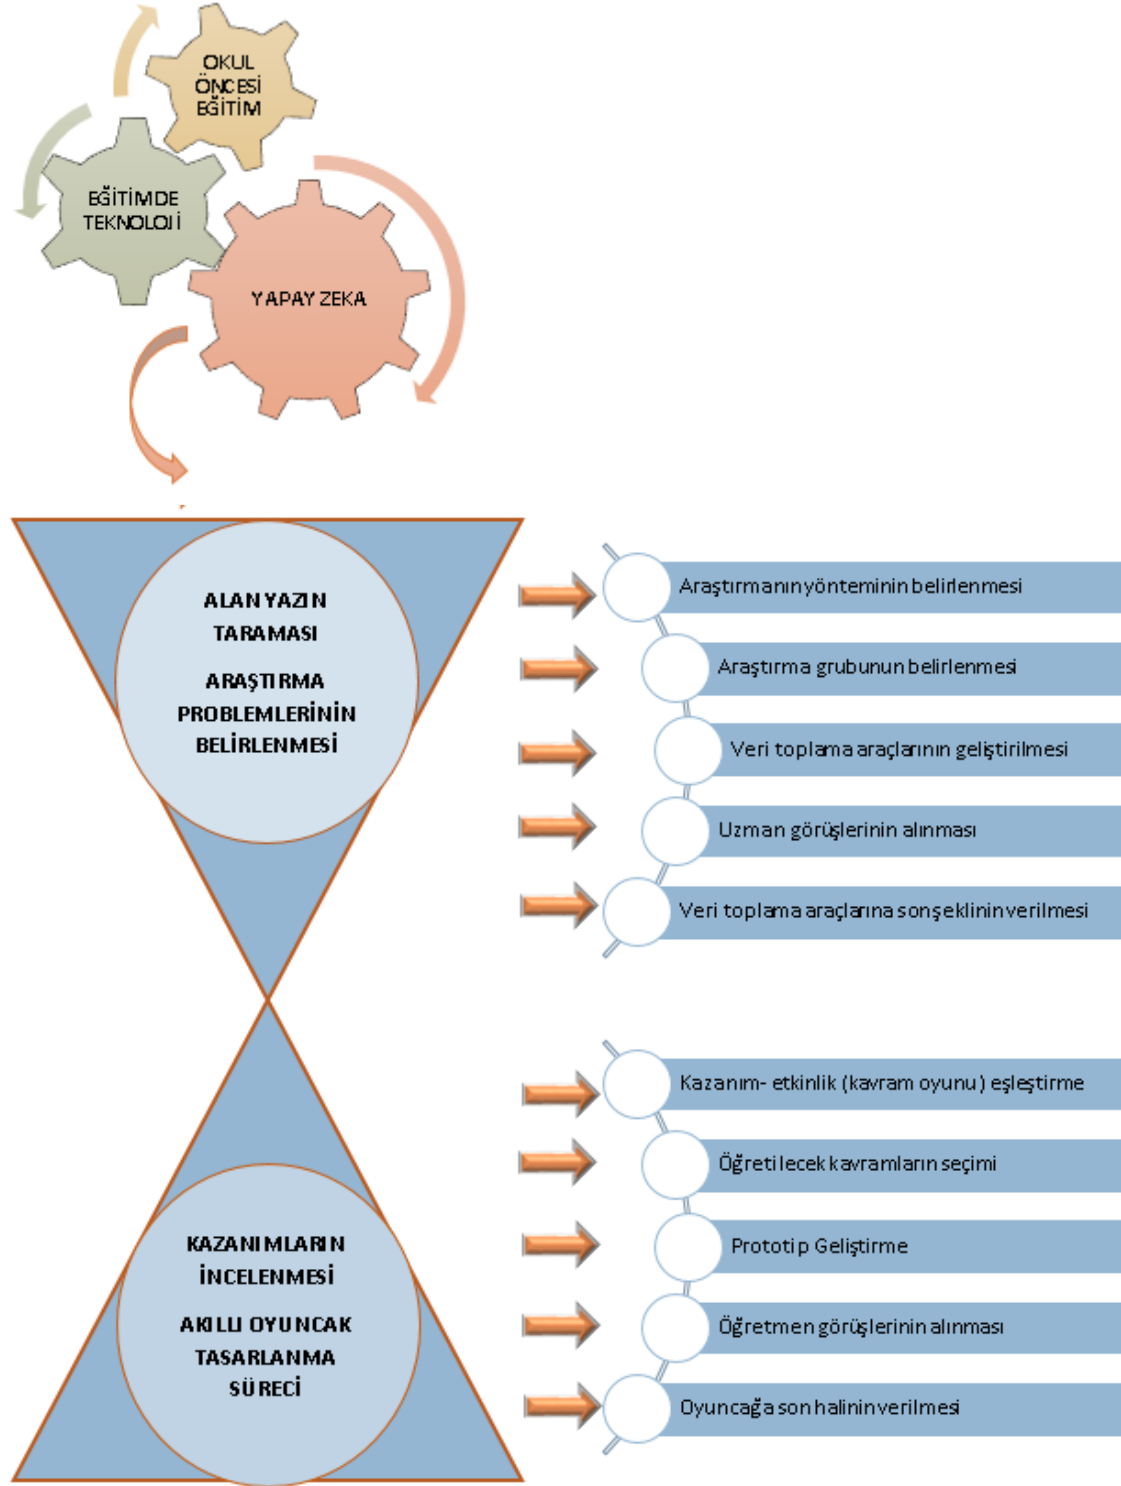 OKUL
ÖNCESİ
EĞİTİM
EĞİTİMDE
TEKNOLOJİ
YAPAY ZEKA
ALAN YAZIN
TARAMASI
ARAŞTIRMA
PROBLEMLERİNİN
BELİRLENMESİ
Araştırmanın yönteminin belirlenmesi
Araştırma grubunun belirlenmesi
Veri toplama araçlarının geliştirilmesi
Uzman görüşlerinin alınması
Veri toplama araçlarına son şeklinin verilmesi
KAZANIMLARIN
İNCELENMESİ
AKILLI OYUNCAK
TASARLANMA
SÜRECİ
Kazanım- etkinlik (kavram oyunu) eşleştirme
Öğretilecek kavramların seçimi
Prototip Geliştirme
Öğretmen görüşlerinin alınması
Oyuncağa son halinin verilmesi